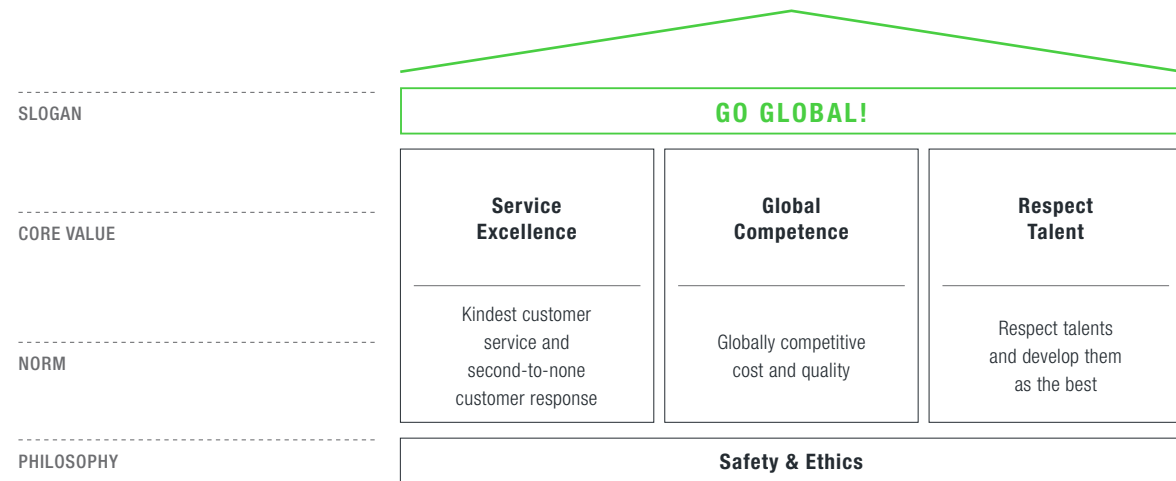 SLOGAN
GO GLOBAL!
CORE VALUE
Service
Excellence
Global
Competence
Respect
Talent
NORM
Kindest customer
service and
second-to-none
customer response
Globally competitive
cost and quality
Respect talents
and develop them
as the best
PHILOSOPHY
Safety & Ethics